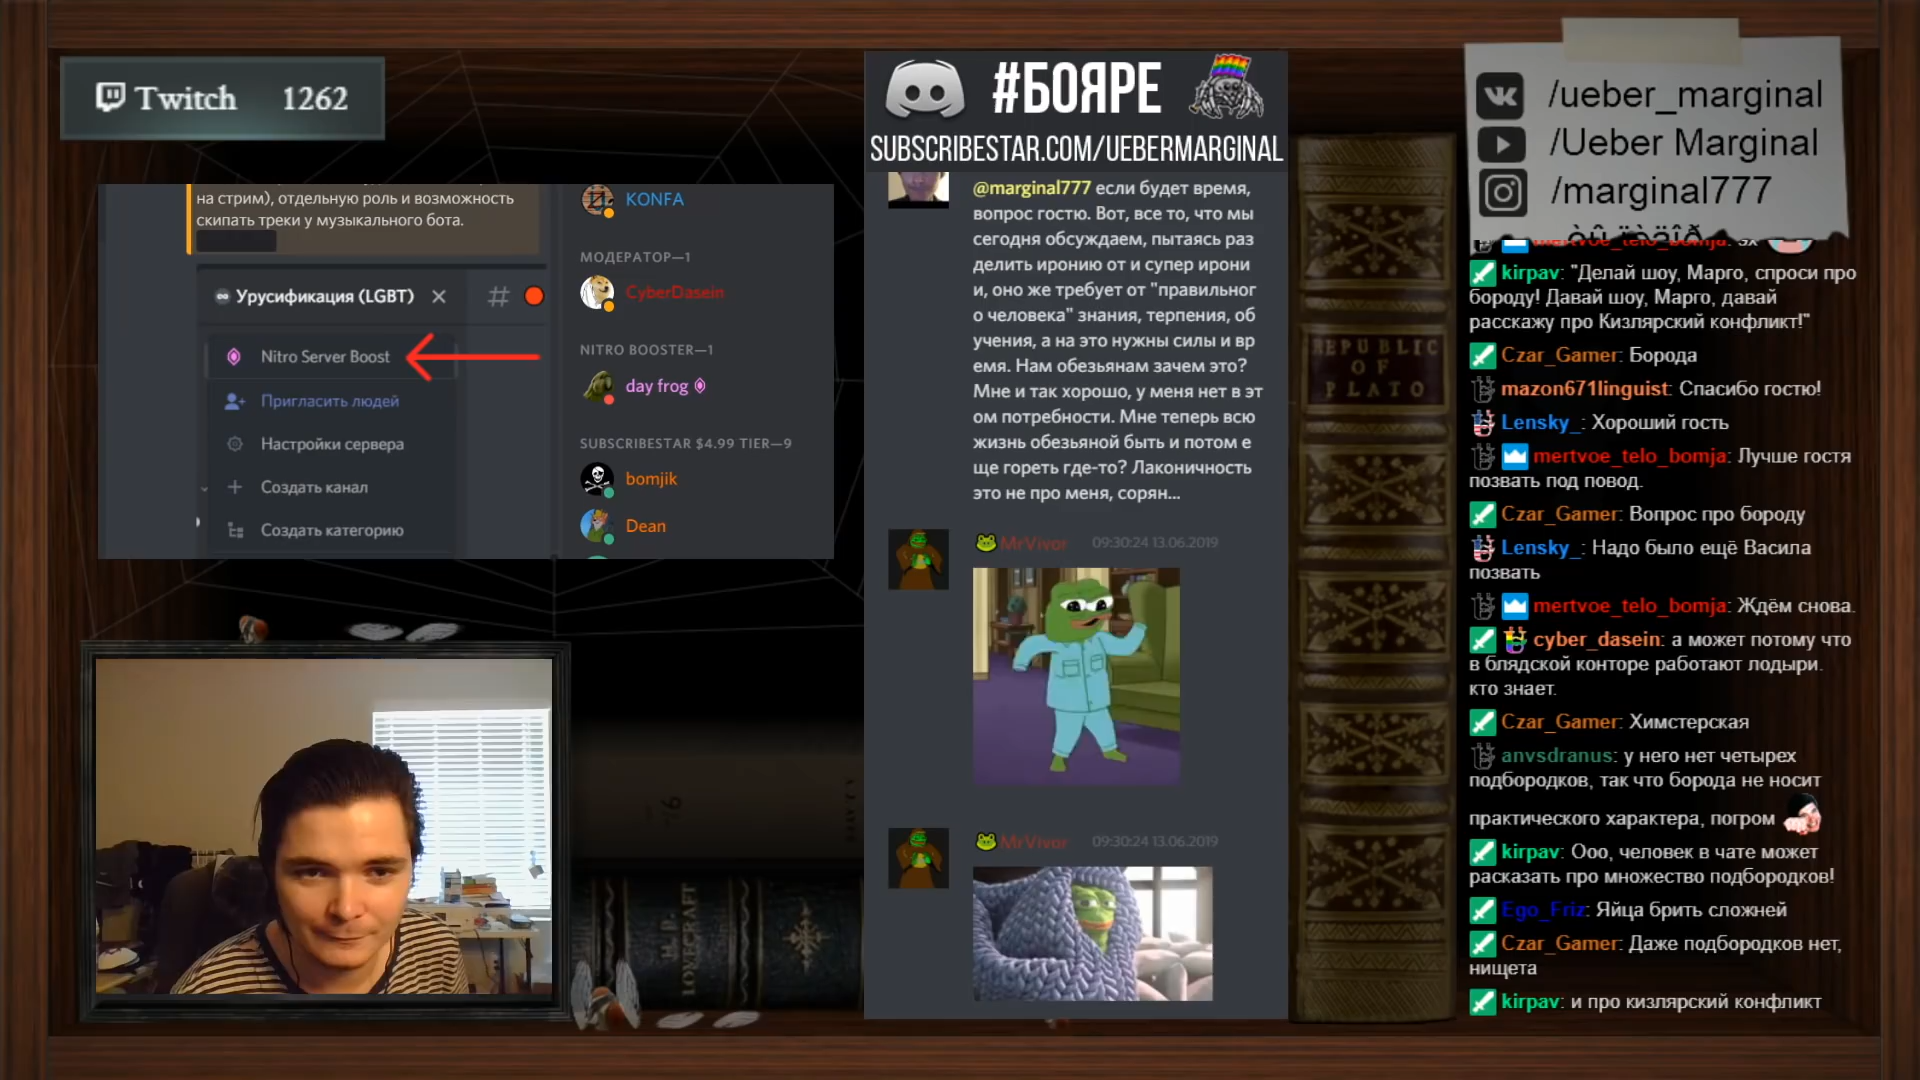 Twitch 1262
на стрим), отдельную роль и возможность
скипать треки у музыкального бота.
Урусификация (LGBT)
Nitro Server Boost
Пригласить людей
Настройки сервера
Создать канал
Создать категорию
KONFA
МОДЕРАТОР—1
CyberDasein
NITRO BOOSTER—1
day frog
SUBSCRIBESTAR $4.99 TIER—9
bomjik
Dean
#БОЯРЕ
SUBSCRIBESTAR.COM/UEBERMARGINAL
@marginal777 если будет время,
вопрос гостю. Вот, все то, что мы
сегодня обсуждаем, пытаясь раз
делить иронию от и супер ирони
и, оно же требует от "правильног
о человека" знания, терпения, об
учения, а на это нужны силы и вр
емя. Нам обезьянам зачем это?
Мне и так хорошо, у меня нет в эт
ом потребности. Мне теперь всю
жизнь обезьяной быть и потом е
ще гореть где-то? Лаконичность
это не про меня, сорян...
MrVivor 09:30:24 13.06.2019
MrVivor 09:30:24 13.06.2019
H. P. LOVECRAFT
REPUBLIC
OF
PLATO
/ueber_marginal
/Ueber Marginal
/marginal777
mertvoe_telo_bomja: эх
kirpav: "Делай шоу, Марго, спроси про
бороду! Давай шоу, Марго, давай
расскажу про Кизлярский конфликт!"
Czar_Gamer: Борода
mazon671linguist: Спасибо гостю!
Lensky_: Хороший гость
mertvoe_telo_bomja: Лучше гостя
позвать под повод.
Czar_Gamer: Вопрос про бороду
Lensky_: Надо было ещё Васила
позвать
mertvoe_telo_bomja: Ждём снова.
cyber_dasein: а может потому что
в блядской конторе работают лодыри.
кто знает.
Czar_Gamer: Химстерская
anvsdranus: у него нет четырех
подбородков, так что борода не носит
практического характера, погром
kirpav: Ооо, человек в чате может
рассказать про множество подбородков!
Ego_Friz: Яйца брить сложней
Czar_Gamer: Даже подбородков нет,
нищета
kirpav: и про кизлярский конфликт